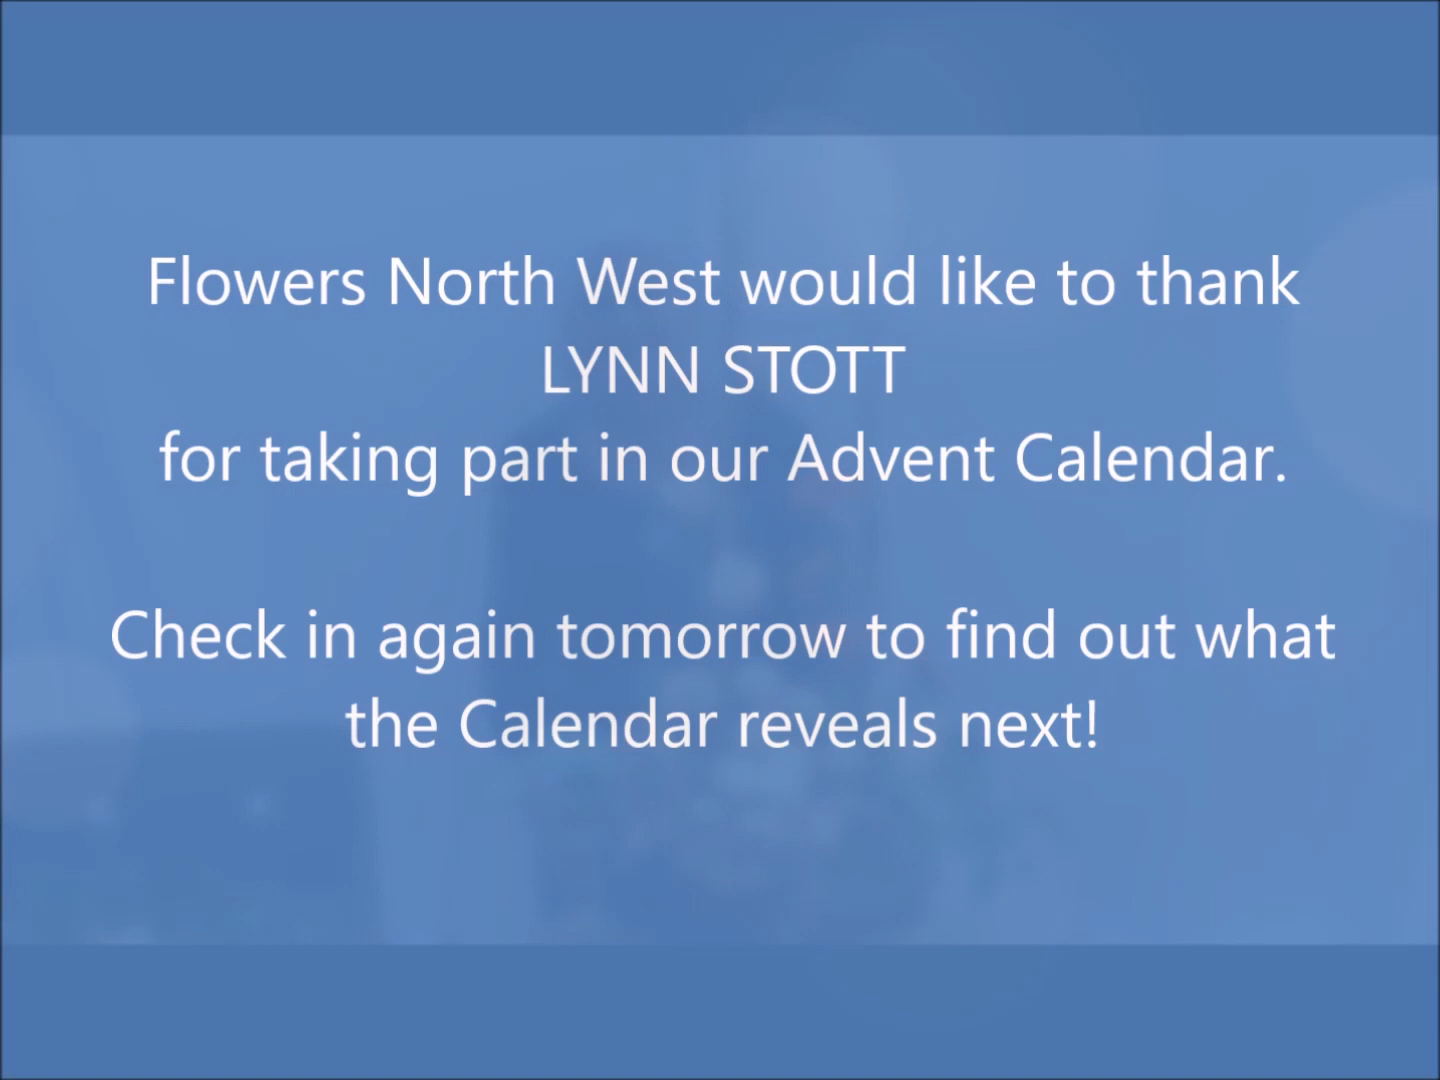 Flowers North West would like to thank
LYNN STOTT
for taking part in our Advent Calendar.
Check in again tomorrow to find out what
the Calendar reveals next!